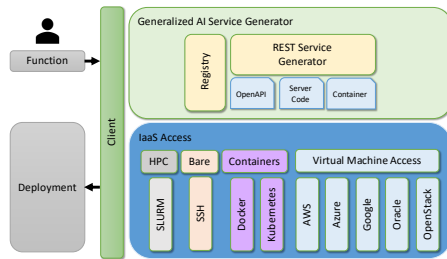 Generalized AI Service Generator
Function
Registry
REST Service
Generator
OpenAPI
Server
Code
Container
Client
IaaS Access
HPC
Bare
Containers
Virtual Machine Access
Deployment
SLURM
SSH
Docker
Kubernetes
AWS
Azure
Google
Oracle
OpenStack